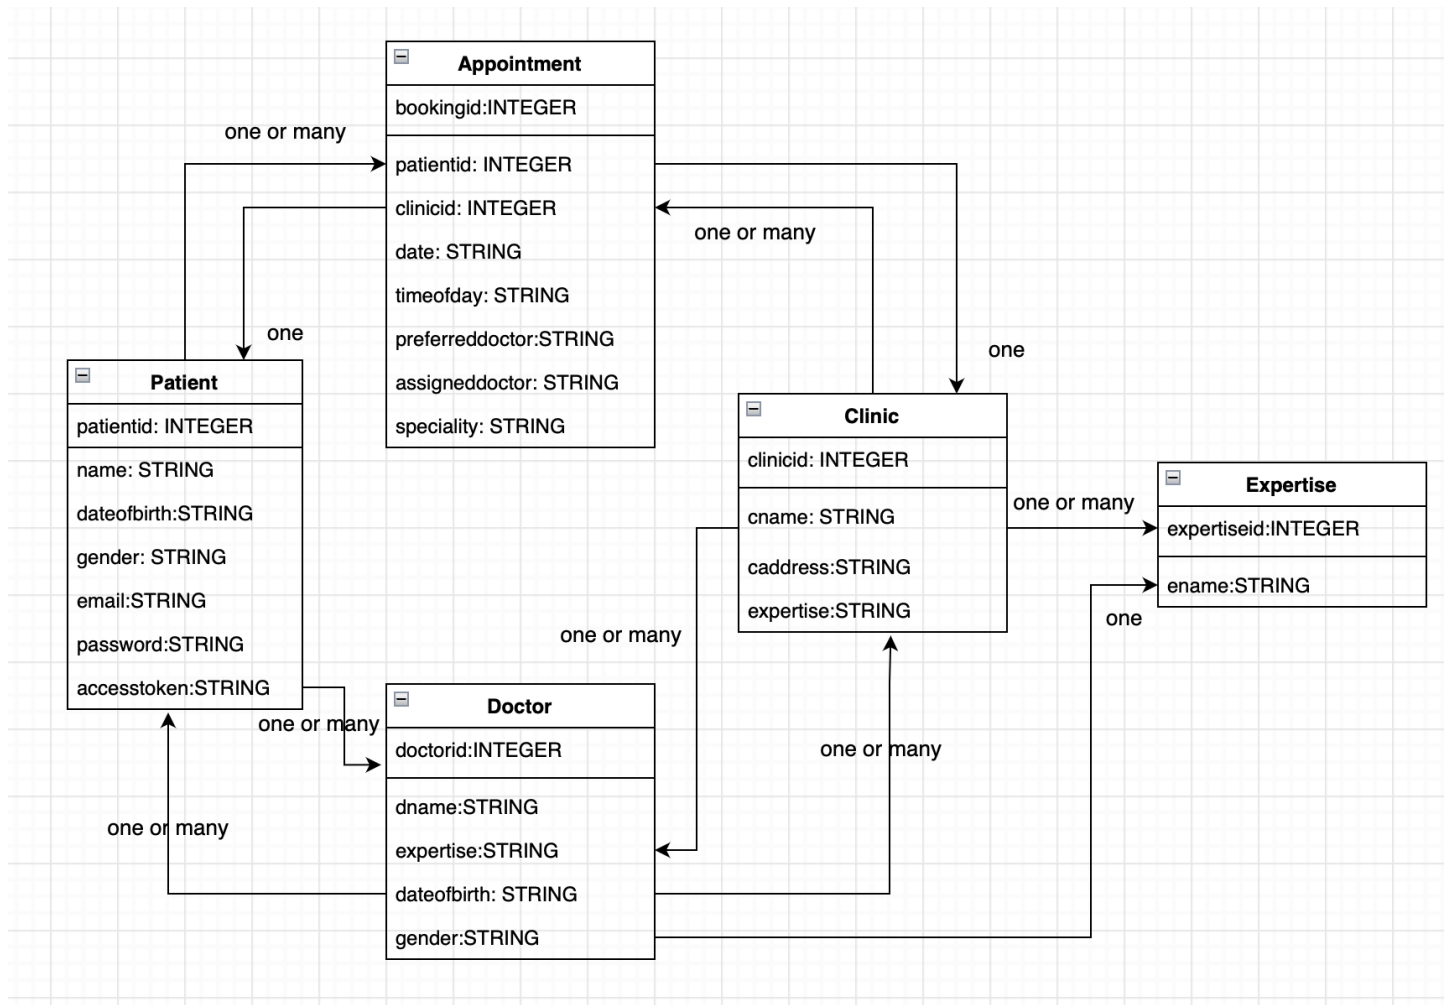 Appointment
bookingid:INTEGER
one or many
patientid: INTEGER
clinicid: INTEGER
one or many
date: STRING
timeofday: STRING
preferreddoctor:STRING
one
one
assigneddoctor: STRING
speciality: STRING
Patient
patientid: INTEGER
name: STRING
dateofbirth:STRING
gender: STRING
email:STRING
password:STRING
accesstoken:STRING
Clinic
clinicid: INTEGER
cname: STRING
caddress:STRING
expertise:STRING
one or many
Expertise
expertiseid:INTEGER
ename:STRING
one
one or many
one or many
Doctor
doctorid:INTEGER
dname:STRING
expertise:STRING
dateofbirth: STRING
gender:STRING
one or many
one or many